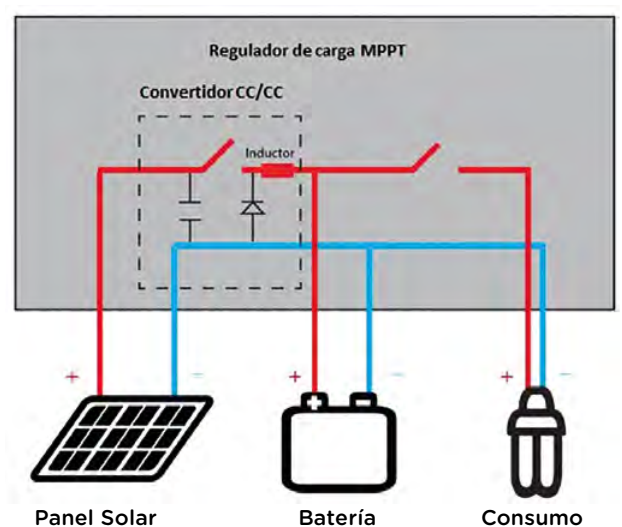 Regulador de carga MPPT
Convertidor CC/CC
Inductor
+ − + − + −
Panel Solar Batería Consumo